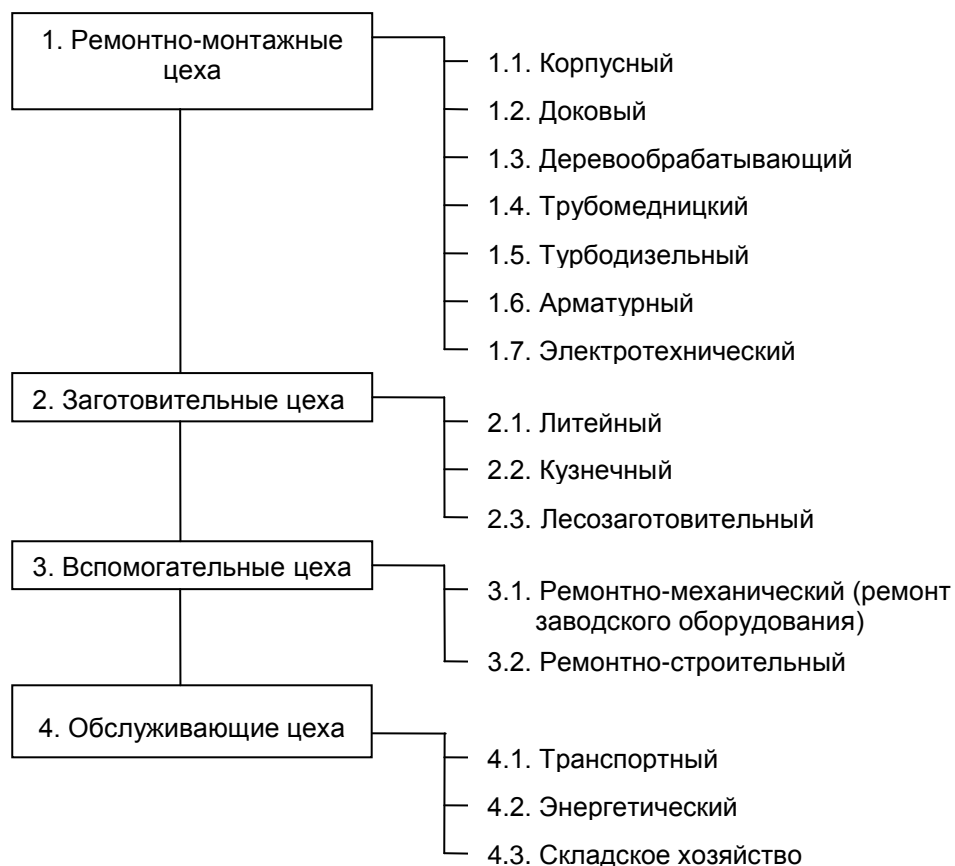 1. Ремонтно-монтажные
цеха
1.1. Корпусный
1.2. Доковый
1.3. Деревообрабатывающий
1.4. Трубомедницкий
1.5. Турбодизельный
1.6. Арматурный
1.7. Электротехнический
2. Заготовительные цеха
2.1. Литейный
2.2. Кузнечный
2.3. Лесозаготовительный
3. Вспомогательные цеха
3.1. Ремонтно-механический (ремонт
заводского оборудования)
3.2. Ремонтно-строительный
4. Обслуживающие цеха
4.1. Транспортный
4.2. Энергетический
4.3. Складское хозяйство